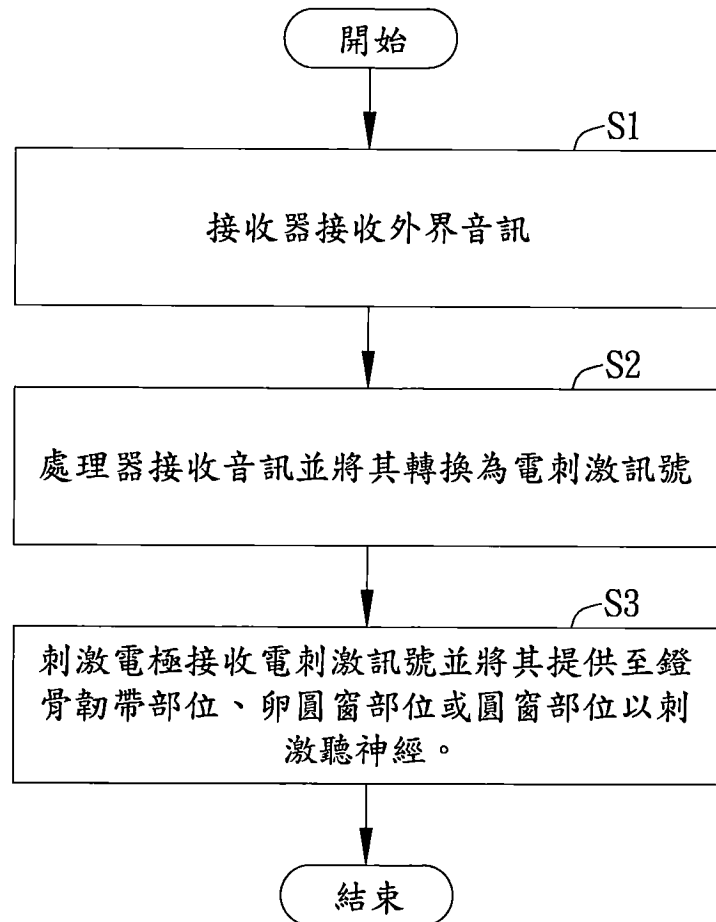 開始
S1
接收器接收外界音訊
S2
處理器接收音訊並將其轉換為電刺激訊號
S3
刺激電極接收電刺激訊號並將其提供至鐙
骨韌帶部位、卵圓窗部位或圓窗部位以刺
激聽神經。
結束